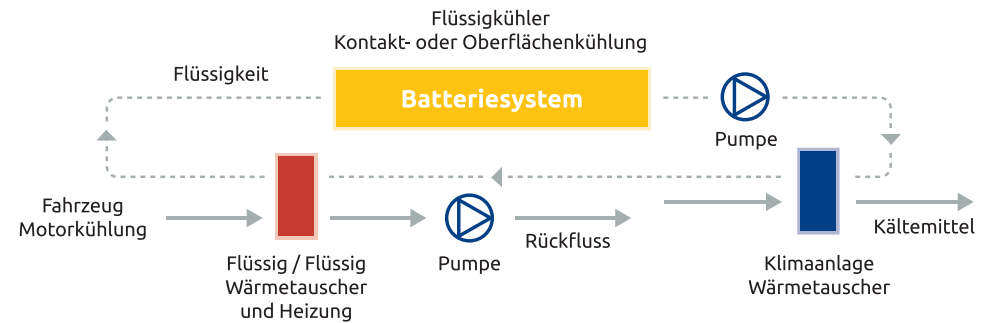 Flüssigkühler
Kontakt- oder Oberflächenkühlung
Flüssigkeit
Batteriesystem
Pumpe
Fahrzeug
Motorkühlung
Rückfluss
Kältemittel
Flüssig / Flüssig
Wärmetauscher
und Heizung
Pumpe
Klimaanlage
Wärmetauscher